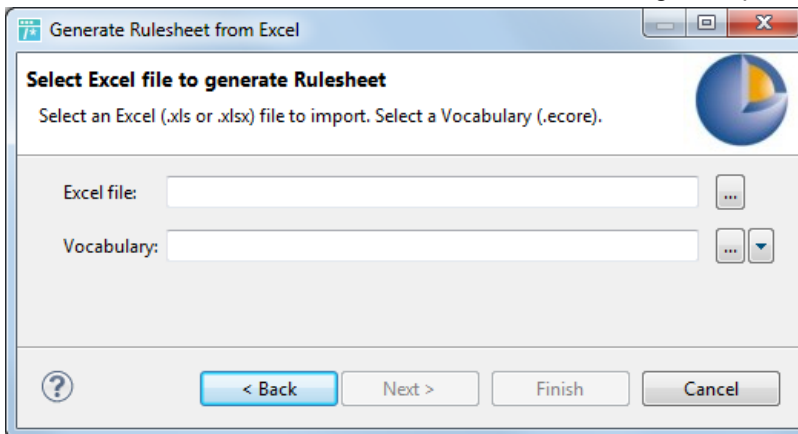 Generate Rulesheet from Excel
Select Excel file to generate Rulesheet
Select an Excel (.xls or .xlsx) file to import. Select a Vocabulary (.ecore).
Excel file:
...
Vocabulary:
...
?
< Back
Next >
Finish
Cancel